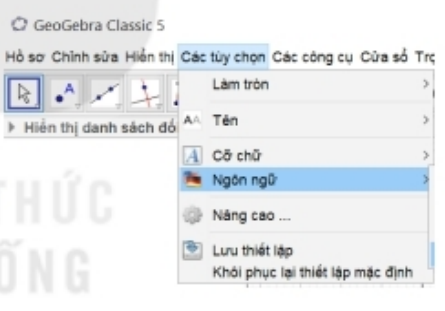 GeoGebra Classic 5
Hồ sơ Chỉnh sửa Hiển thị Các tùy chọn Các công cụ Cửa sổ Trợ
Hiển thị danh sách đố
Làm tròn
AA Tên
A Cỡ chữ
Ngôn ngữ
Nâng cao ...
Lưu thiết lập
Khôi phục lại thiết lập mặc định
THỨC
ỐNG